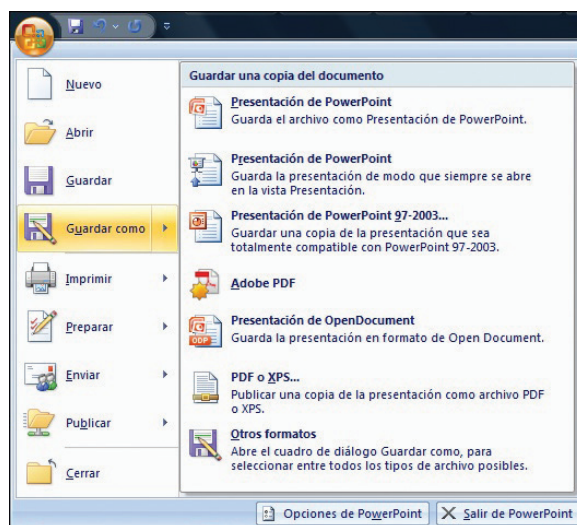 Nuevo
Abrir
Guardar
Guardar como
Imprimir
Preparar
Enviar
Publicar
Cerrar
Guardar una copia del documento
Presentación de PowerPoint
Guarda el archivo como Presentación de PowerPoint.
Presentación de PowerPoint
Guarda la presentación de modo que siempre se abre
en la vista Presentación.
Presentación de PowerPoint 97-2003...
Guardar una copia de la presentación que sea
totalmente compatible con PowerPoint 97-2003.
Adobe PDF
Presentación de OpenDocument
Guarda la presentación en formato de Open Document.
ODP
PDF o XPS...
Publicar una copia de la presentación como archivo PDF
o XPS.
Otros formatos
Abre el cuadro de diálogo Guardar como, para
seleccionar entre todos los tipos de archivo posibles.
Opciones de PowerPoint
Salir de PowerPoint